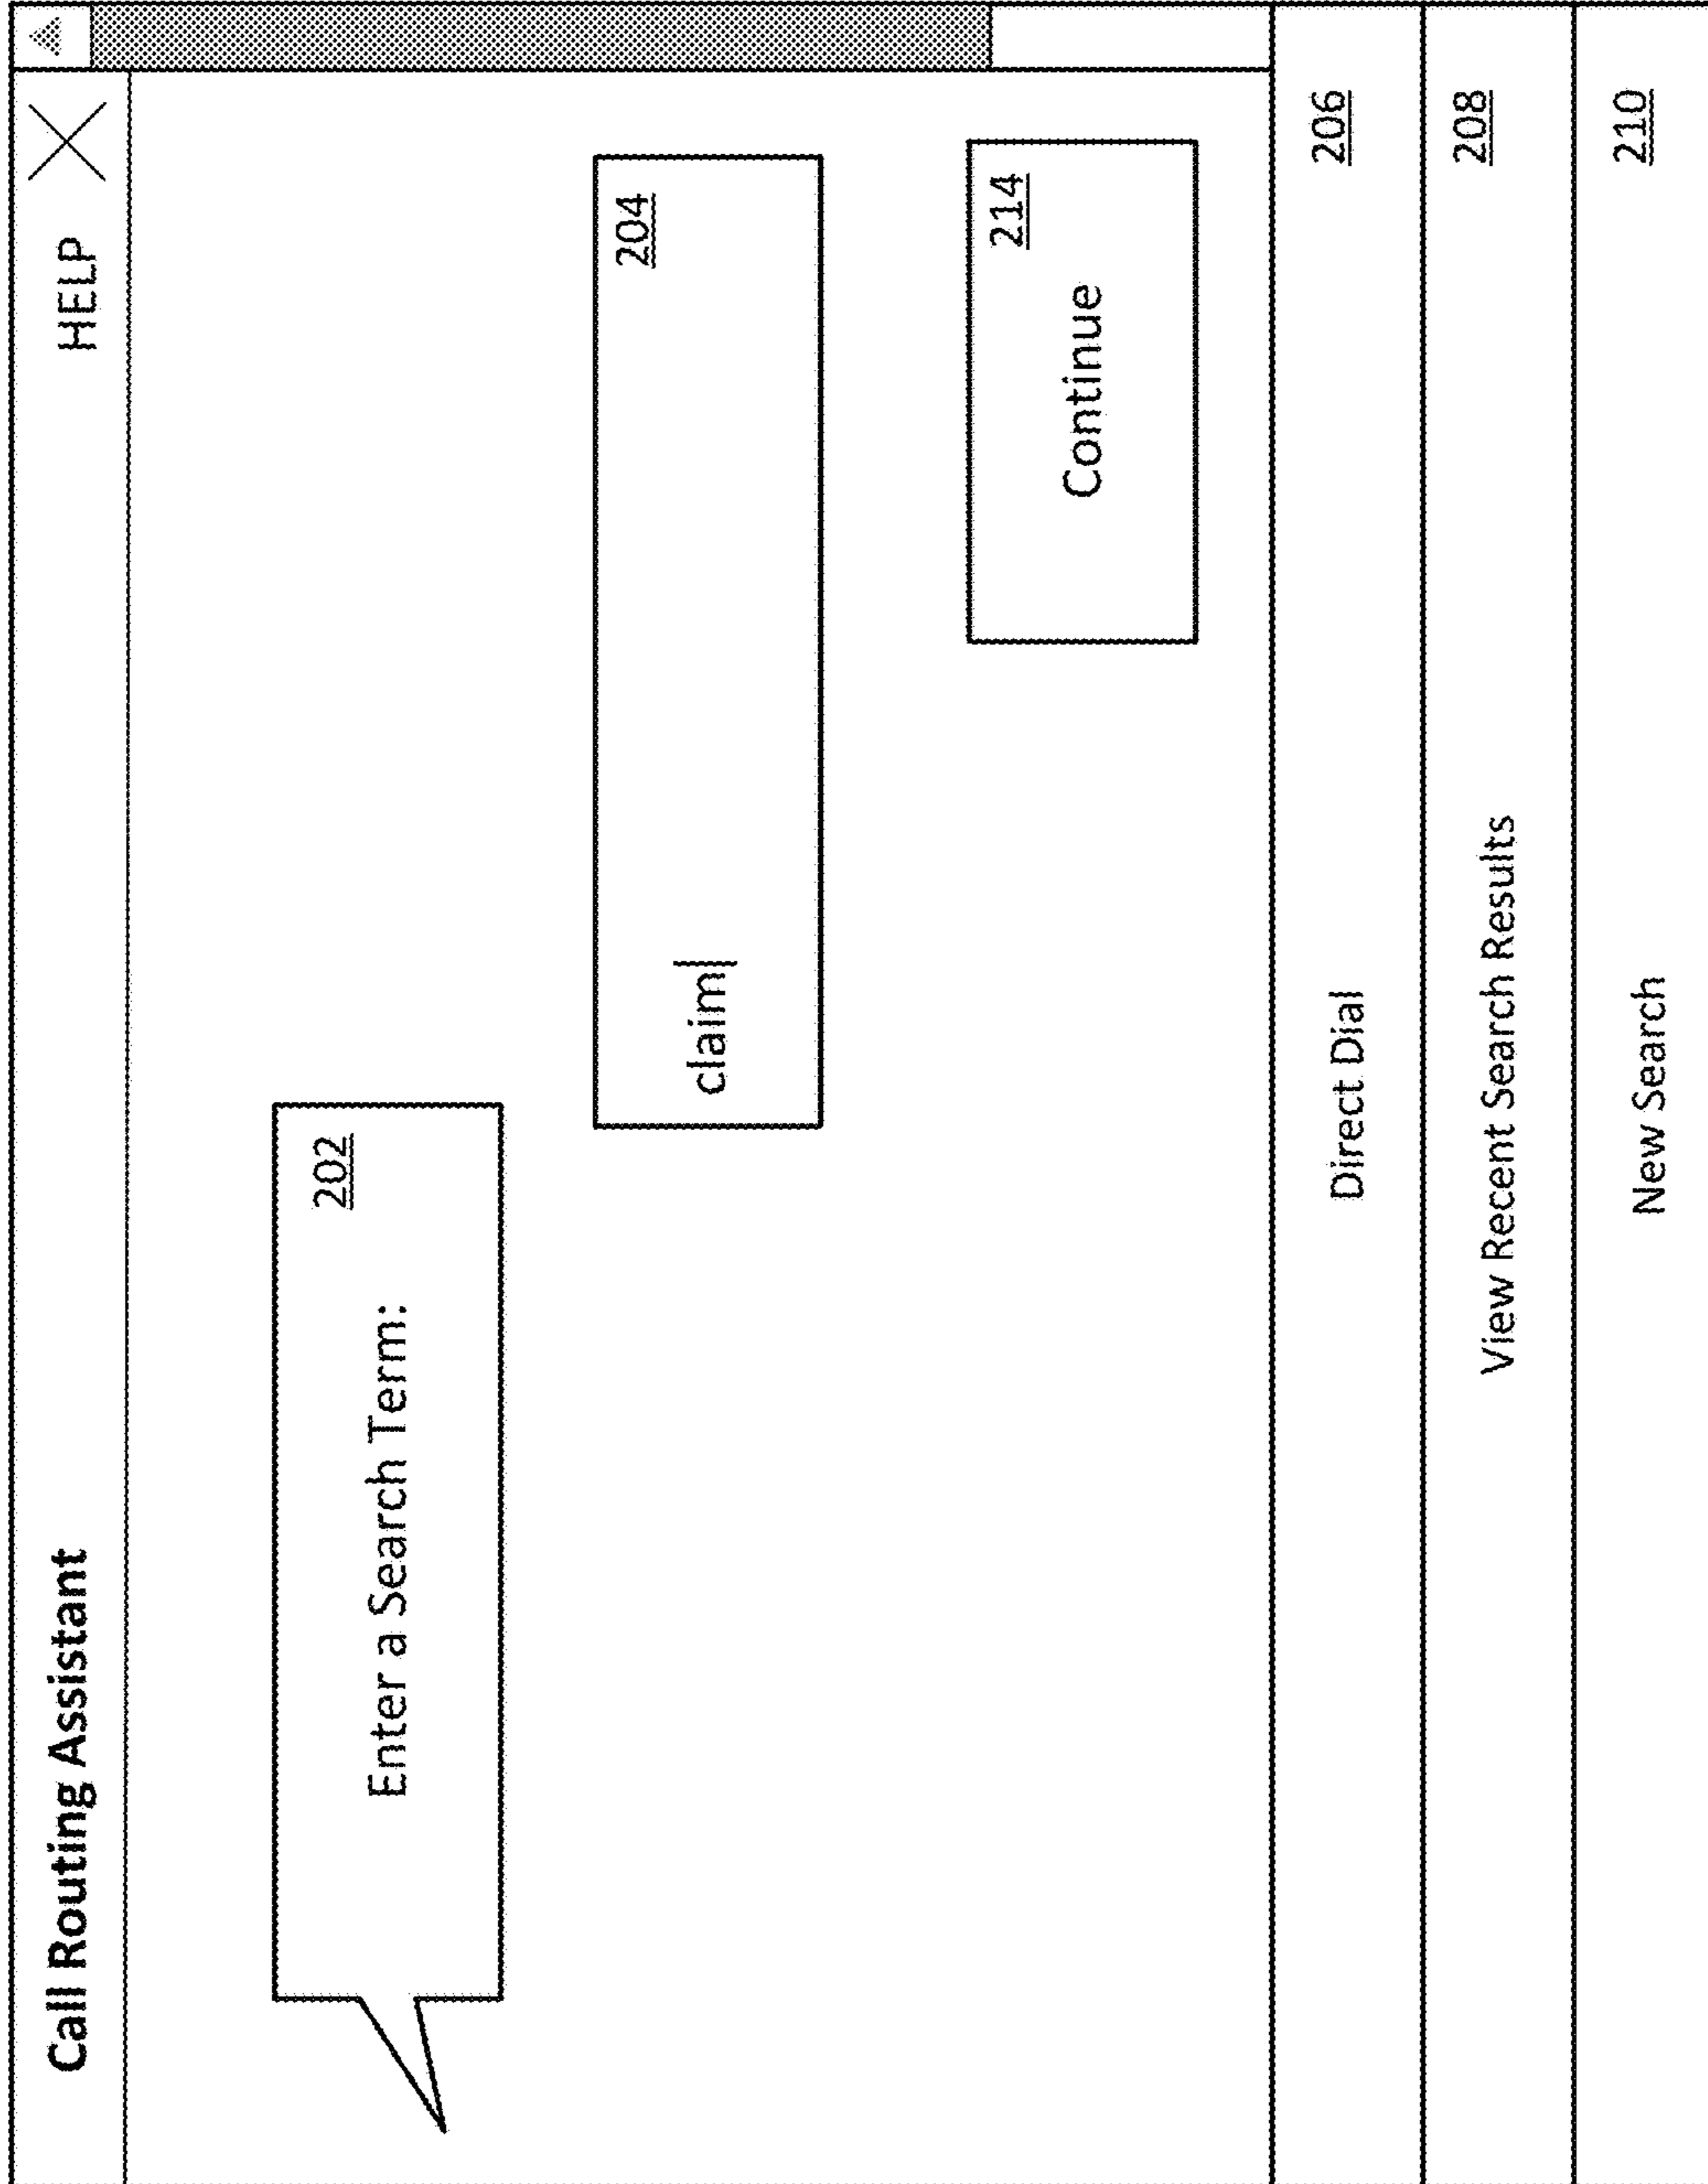 Call Routing Assistant HELP
202
Enter a Search Term:
204
claim
214
Continue
Direct Dial 206
View Recent Search Results 208
New Search 210